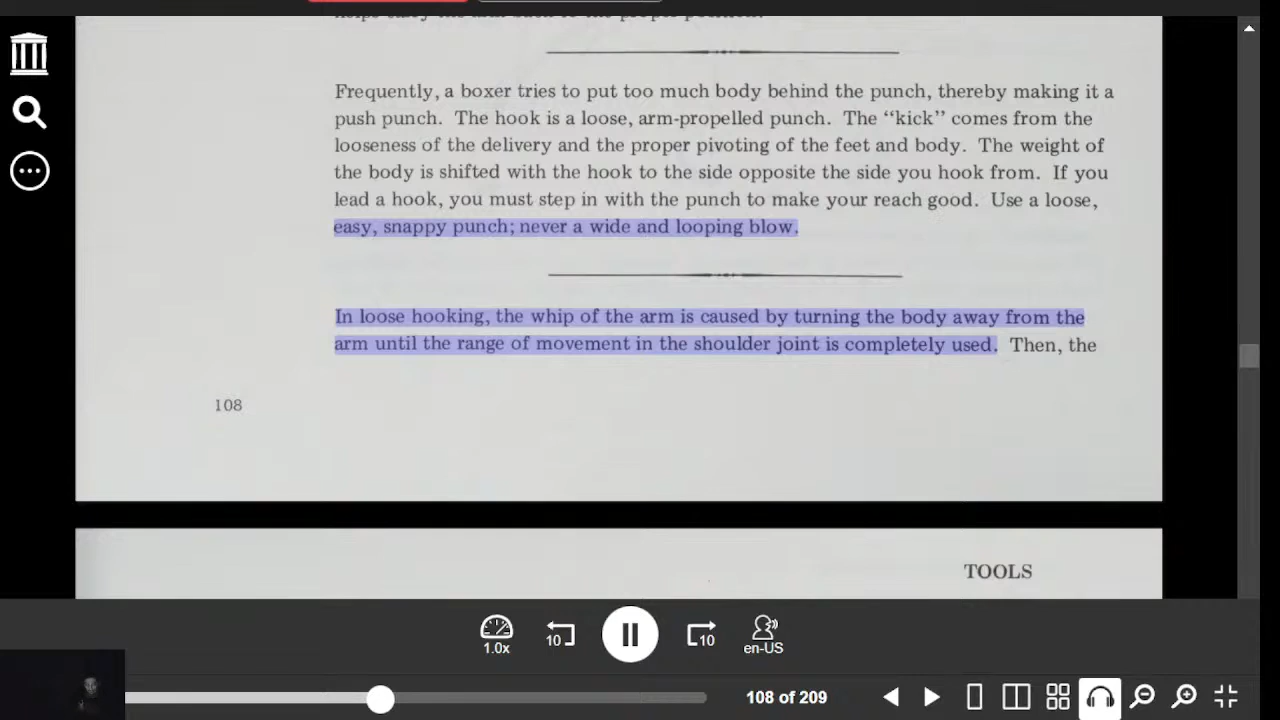 Frequently, a boxer tries to put too much body behind the punch, thereby making it a
push punch. The hook is a loose, arm-propelled punch. The “kick” comes from the
looseness of the delivery and the proper pivoting of the feet and body. The weight of
the body is shifted with the hook to the side opposite the side you hook from. If you
lead a hook, you must step in with the punch to make your reach good. Use a loose,
easy, snappy punch; never a wide and looping blow.
In loose hooking, the whip of the arm is caused by turning the body away from the
arm until the range of movement in the shoulder joint is completely used. Then, the
108
TOOLS
10
10
1.0x
en-US
108 of 209